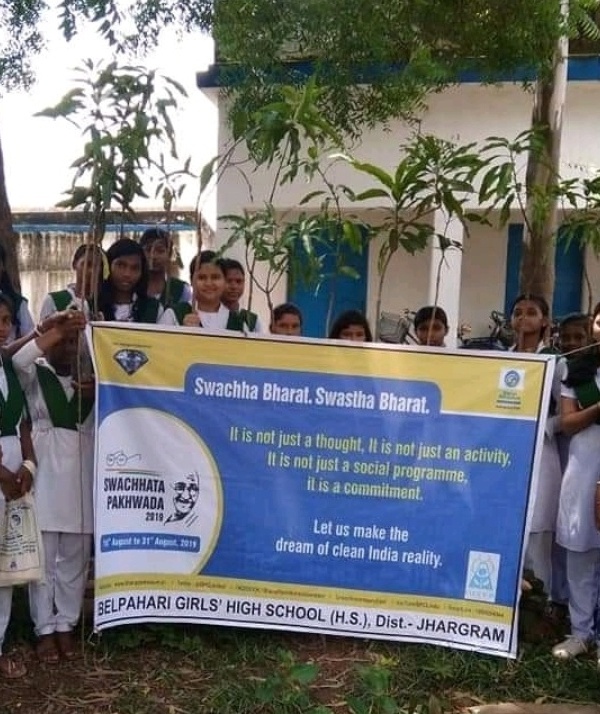 Swachha Bharat. Swastha Bharat.
It is not just a thought, It is not just an activity,
It is not just a social programme,
it is a commitment.
SWACHHATA
PAKHWADA
2019
August to 31st August, 2019
Let us make the
dream of clean India reality.
BELPAHARI GIRLS' HIGH SCHOOL (H.S.), Dist.- JHARGRAM